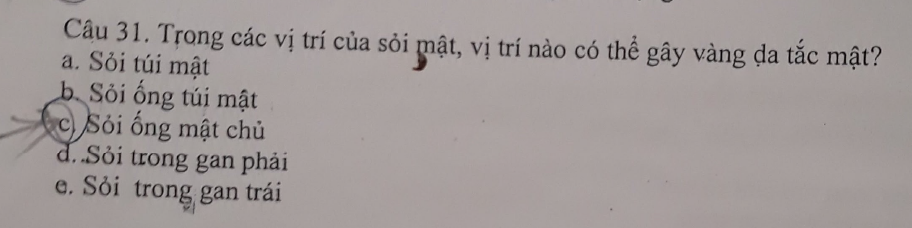 Câu 31. Trong các vị trí của sỏi mật, vị trí nào có thể gây vàng da tắc mật?
a. Sỏi túi mật
b. Sỏi ống túi mật
c. Sỏi ống mật chủ
d. Sỏi trong gan phải
e. Sỏi trong gan trái